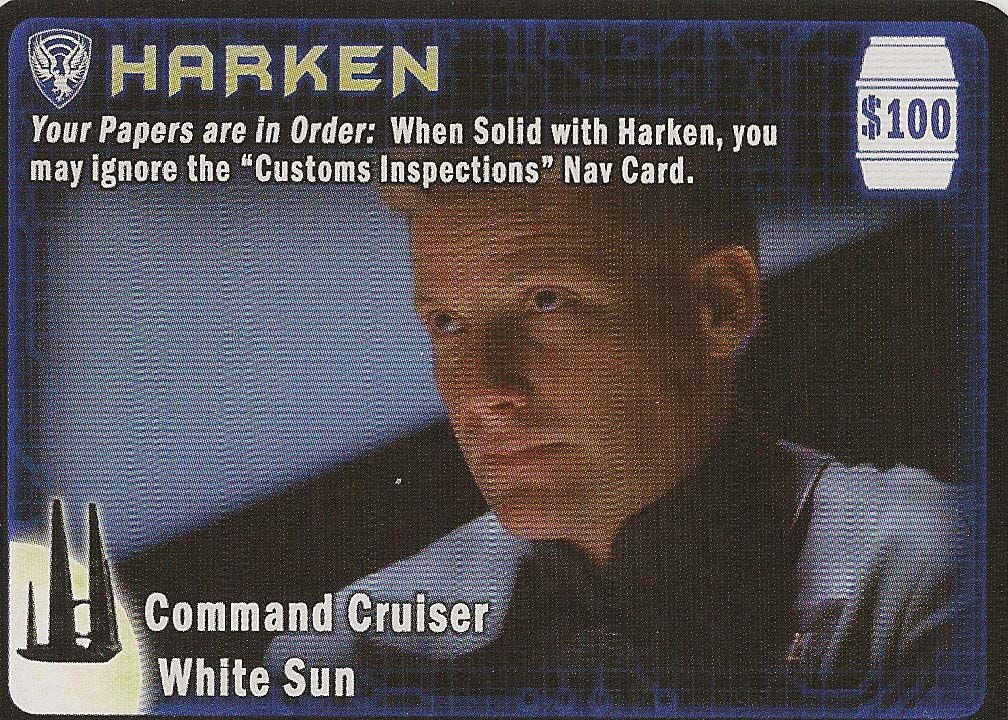 HARKEN
$100
Your Papers are in Order: When Solid with Harken, you
may ignore the “Customs Inspections” Nav Card.
Command Cruiser
White Sun